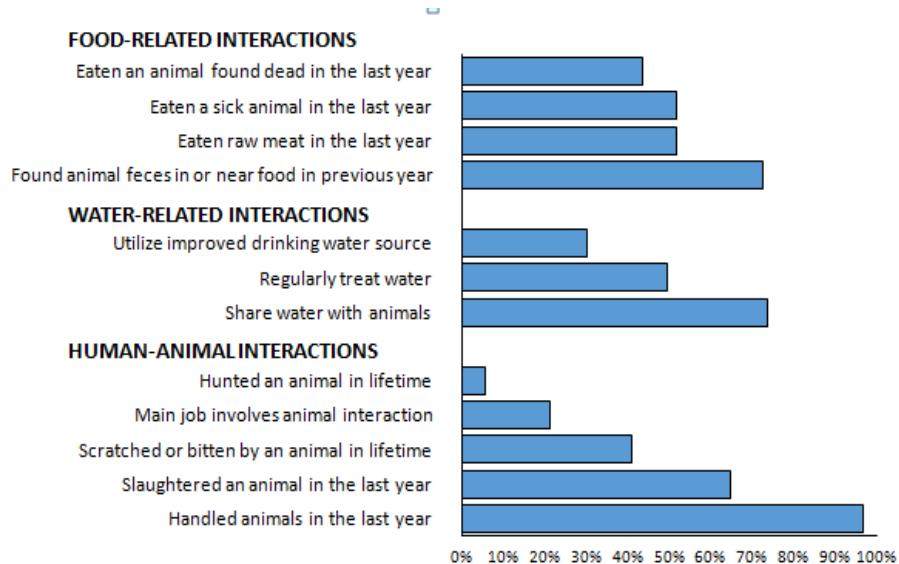 FOOD-RELATED INTERACTIONS
Eaten an animal found dead in the last year
Eaten a sick animal in the last year
Eaten raw meat in the last year
Found animal feces in or near food in previous year
WATER-RELATED INTERACTIONS
Utilize improved drinking water source
Regularly treat water
Share water with animals
HUMAN-ANIMAL INTERACTIONS
Hunted an animal in lifetime
Main job involves animal interaction
Scratched or bitten by an animal in lifetime
Slaughtered an animal in the last year
Handled animals in the last year
0% 10% 20% 30% 40% 50% 60% 70% 80% 90% 100%